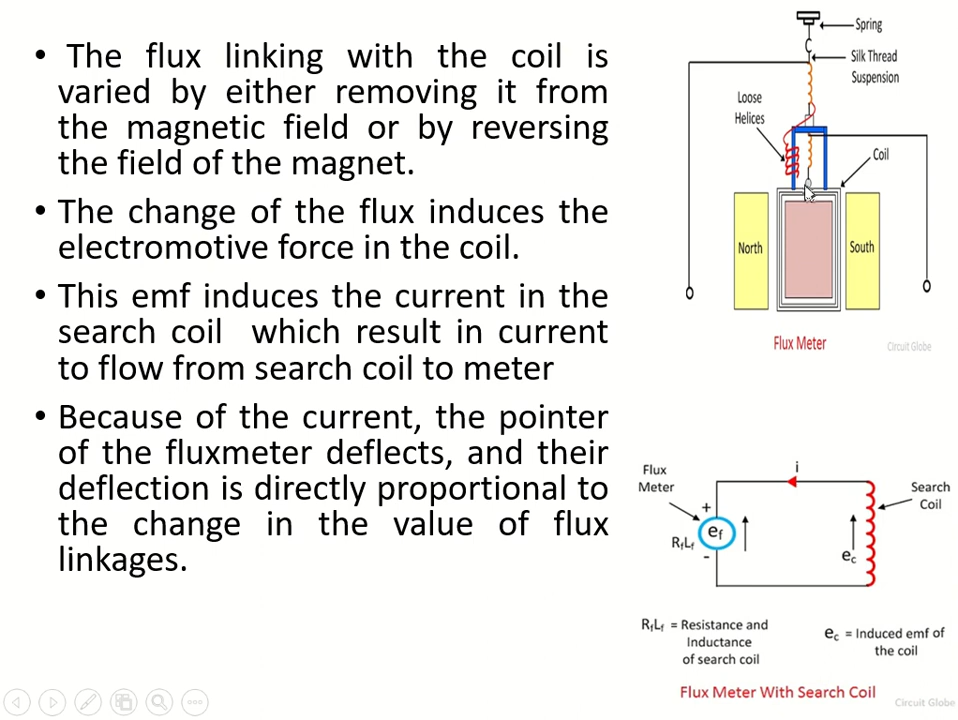 • The flux linking with the coil is
varied by either removing it from
the magnetic field or by reversing
the field of the magnet.
• The change of the flux induces the
electromotive force in the coil.
• This emf induces the current in the
search coil which result in current
to flow from search coil to meter
• Because of the current, the pointer
of the fluxmeter deflects, and their
deflection is directly proportional to
the change in the value of flux
linkages.
Spring
Silk Thread
Suspension
Loose
Helices
Coil
North
South
Flux Meter
Circuit Globe
Flux
Meter
i
Search
Coil
+
ef
RfLf
-
ec
RfLf = Resistance and
Inductance
of search coil
ec = Induced emf of
the coil
Flux Meter With Search Coil
Circuit Globe